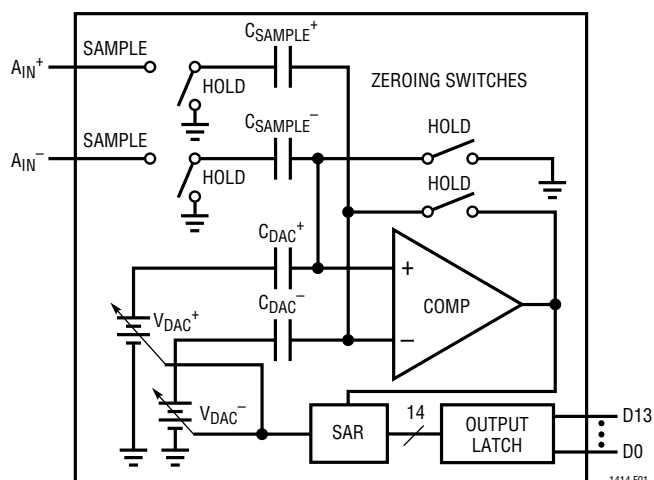 C_SAMPLE^+
SAMPLE
A_IN^+
ZEROING SWITCHES
HOLD
C_SAMPLE^–
SAMPLE
HOLD
A_IN^–
HOLD
HOLD
C_DAC^+
+
COMP
C_DAC^–
V_DAC^+
–
V_DAC^–
14
SAR
OUTPUT
LATCH
D13
D0
1414 F01